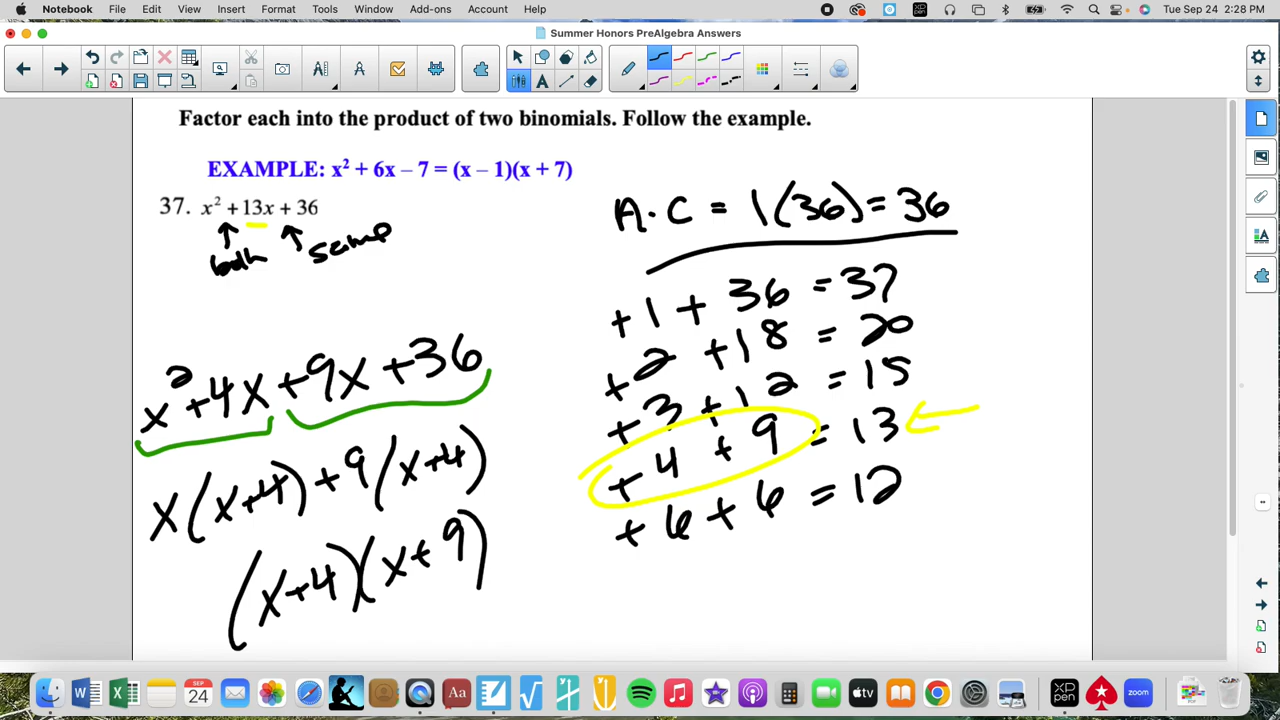 Notebook File Edit View Insert Format Tools Window Add-ons Account Help Tue Sep 24 2:28 PM
Summer Honors PreAlgebra Answers
Factor each into the product of two binomials. Follow the example.
EXAMPLE: x² + 6x – 7 = (x – 1)(x + 7)
37. x² + 13x + 36
both same
x²+4x+9x+36
x(x+4)+9(x+4)
(x+4)(x+9)
A·C = 1(36)=36
+1 + 36 = 37
+2 +18 = 20
+3 +12 = 15
+4 +9 = 13
+6 +6 = 12
SEP
24
zoom